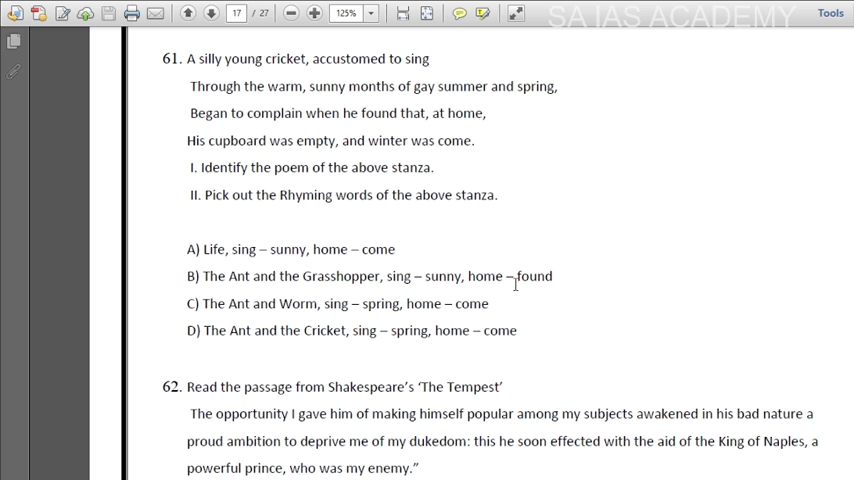 SA IAS ACADEMY
17 / 27
125%
Tools
61. A silly young cricket, accustomed to sing
Through the warm, sunny months of gay summer and spring,
Began to complain when he found that, at home,
His cupboard was empty, and winter was come.
I. Identify the poem of the above stanza.
II. Pick out the Rhyming words of the above stanza.
A) Life, sing – sunny, home – come
B) The Ant and the Grasshopper, sing – sunny, home – found
C) The Ant and Worm, sing – spring, home – come
D) The Ant and the Cricket, sing – spring, home – come
62. Read the passage from Shakespeare's ‘The Tempest’
The opportunity I gave him of making himself popular among my subjects awakened in his bad nature a
proud ambition to deprive me of my dukedom: this he soon effected with the aid of the King of Naples, a
powerful prince, who was my enemy.”